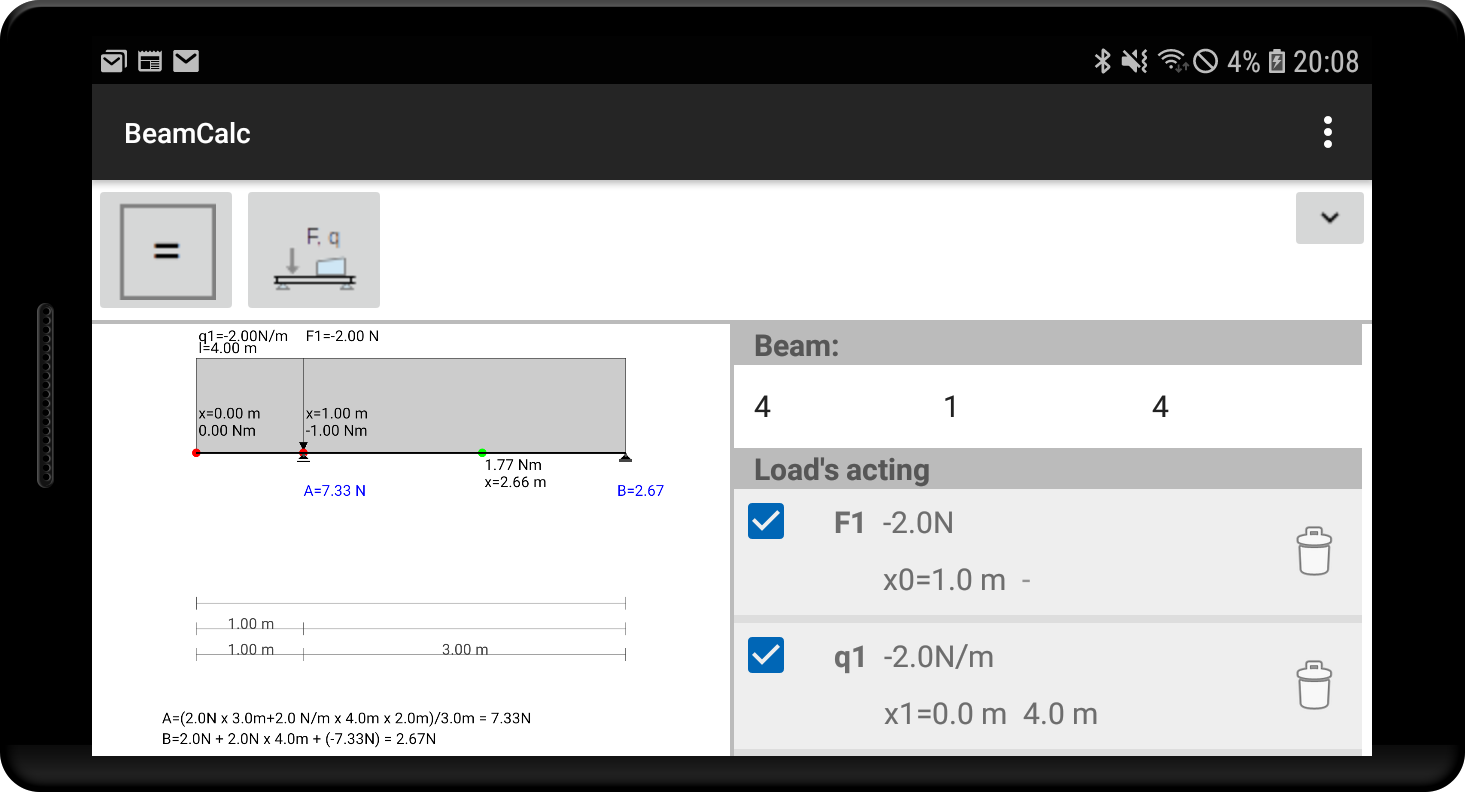 4% 20:08
BeamCalc
=
F, q
q1=-2.00N/m F1=-2.00 N
l=4.00 m
x=0.00 m x=1.00 m
0.00 Nm -1.00 Nm
1.77 Nm
x=2.66 m
A=7.33 N B=2.67
1.00 m
1.00 m 3.00 m
A=(2.0N x 3.0m+2.0 N/m x 4.0m x 2.0m)/3.0m = 7.33N
B=2.0N + 2.0N x 4.0m + (-7.33N) = 2.67N
Beam:
4 1 4
Load's acting
F1 -2.0N
x0=1.0 m -
q1 -2.0N/m
x1=0.0 m 4.0 m